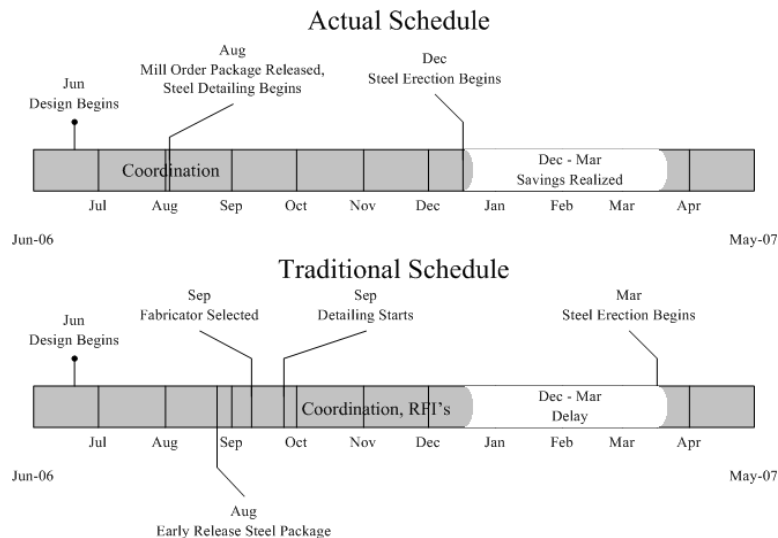 Actual Schedule
Aug
Mill Order Package Released,
Steel Detailing Begins
Dec
Steel Erection Begins
Jun
Design Begins
Coordination
Dec - Mar
Savings Realized
Jul Aug Sep Oct Nov Dec Jan Feb Mar Apr
Jun-06 May-07
Traditional Schedule
Sep
Fabricator Selected
Sep
Detailing Starts
Mar
Steel Erection Begins
Jun
Design Begins
Coordination, RFI's
Dec - Mar
Delay
Jul Aug Sep Oct Nov Dec Jan Feb Mar Apr
Jun-06 May-07
Aug
Early Release Steel Package